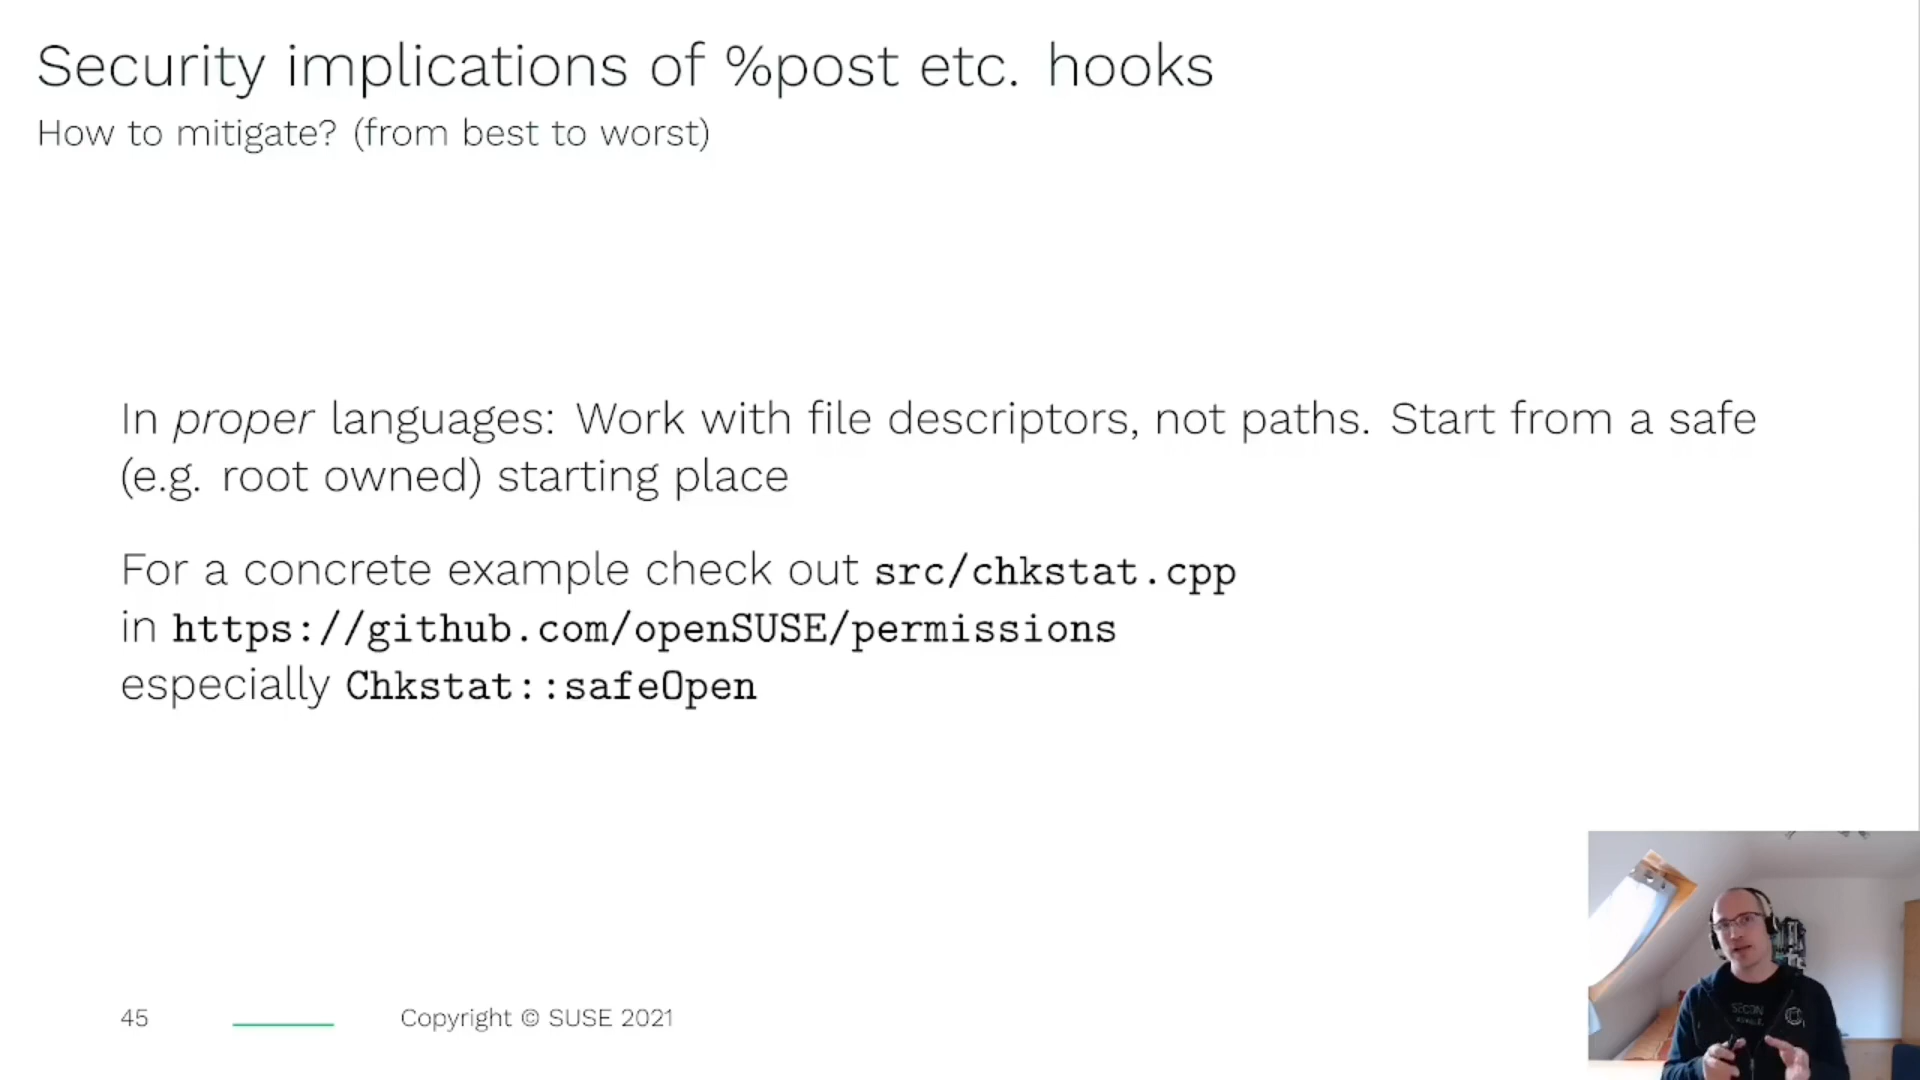 Security implications of %post etc. hooks
How to mitigate? (from best to worst)
In proper languages: Work with file descriptors, not paths. Start from a safe
(e.g. root owned) starting place
For a concrete example check out src/chkstat.cpp
in https://github.com/openSUSE/permissions
especially Chkstat::safeOpen
45
Copyright © SUSE 2021